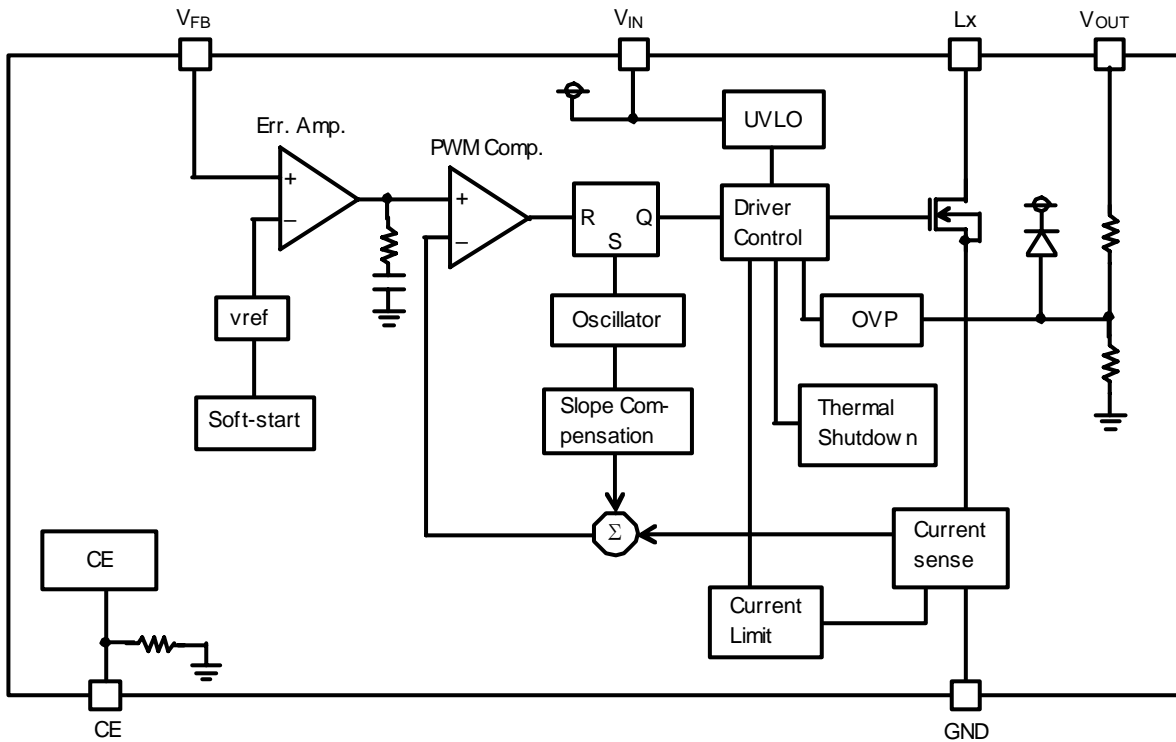 VFB
VIN
Lx
VOUT
UVLO
Err. Amp.
PWM Comp.
+
−
+
−
R
Q
S
Driver
Control
vref
Oscillator
OVP
Soft-start
Slope Com-
pensation
Thermal
Shutdown
Σ
Current
sense
CE
Current
Limit
CE
GND